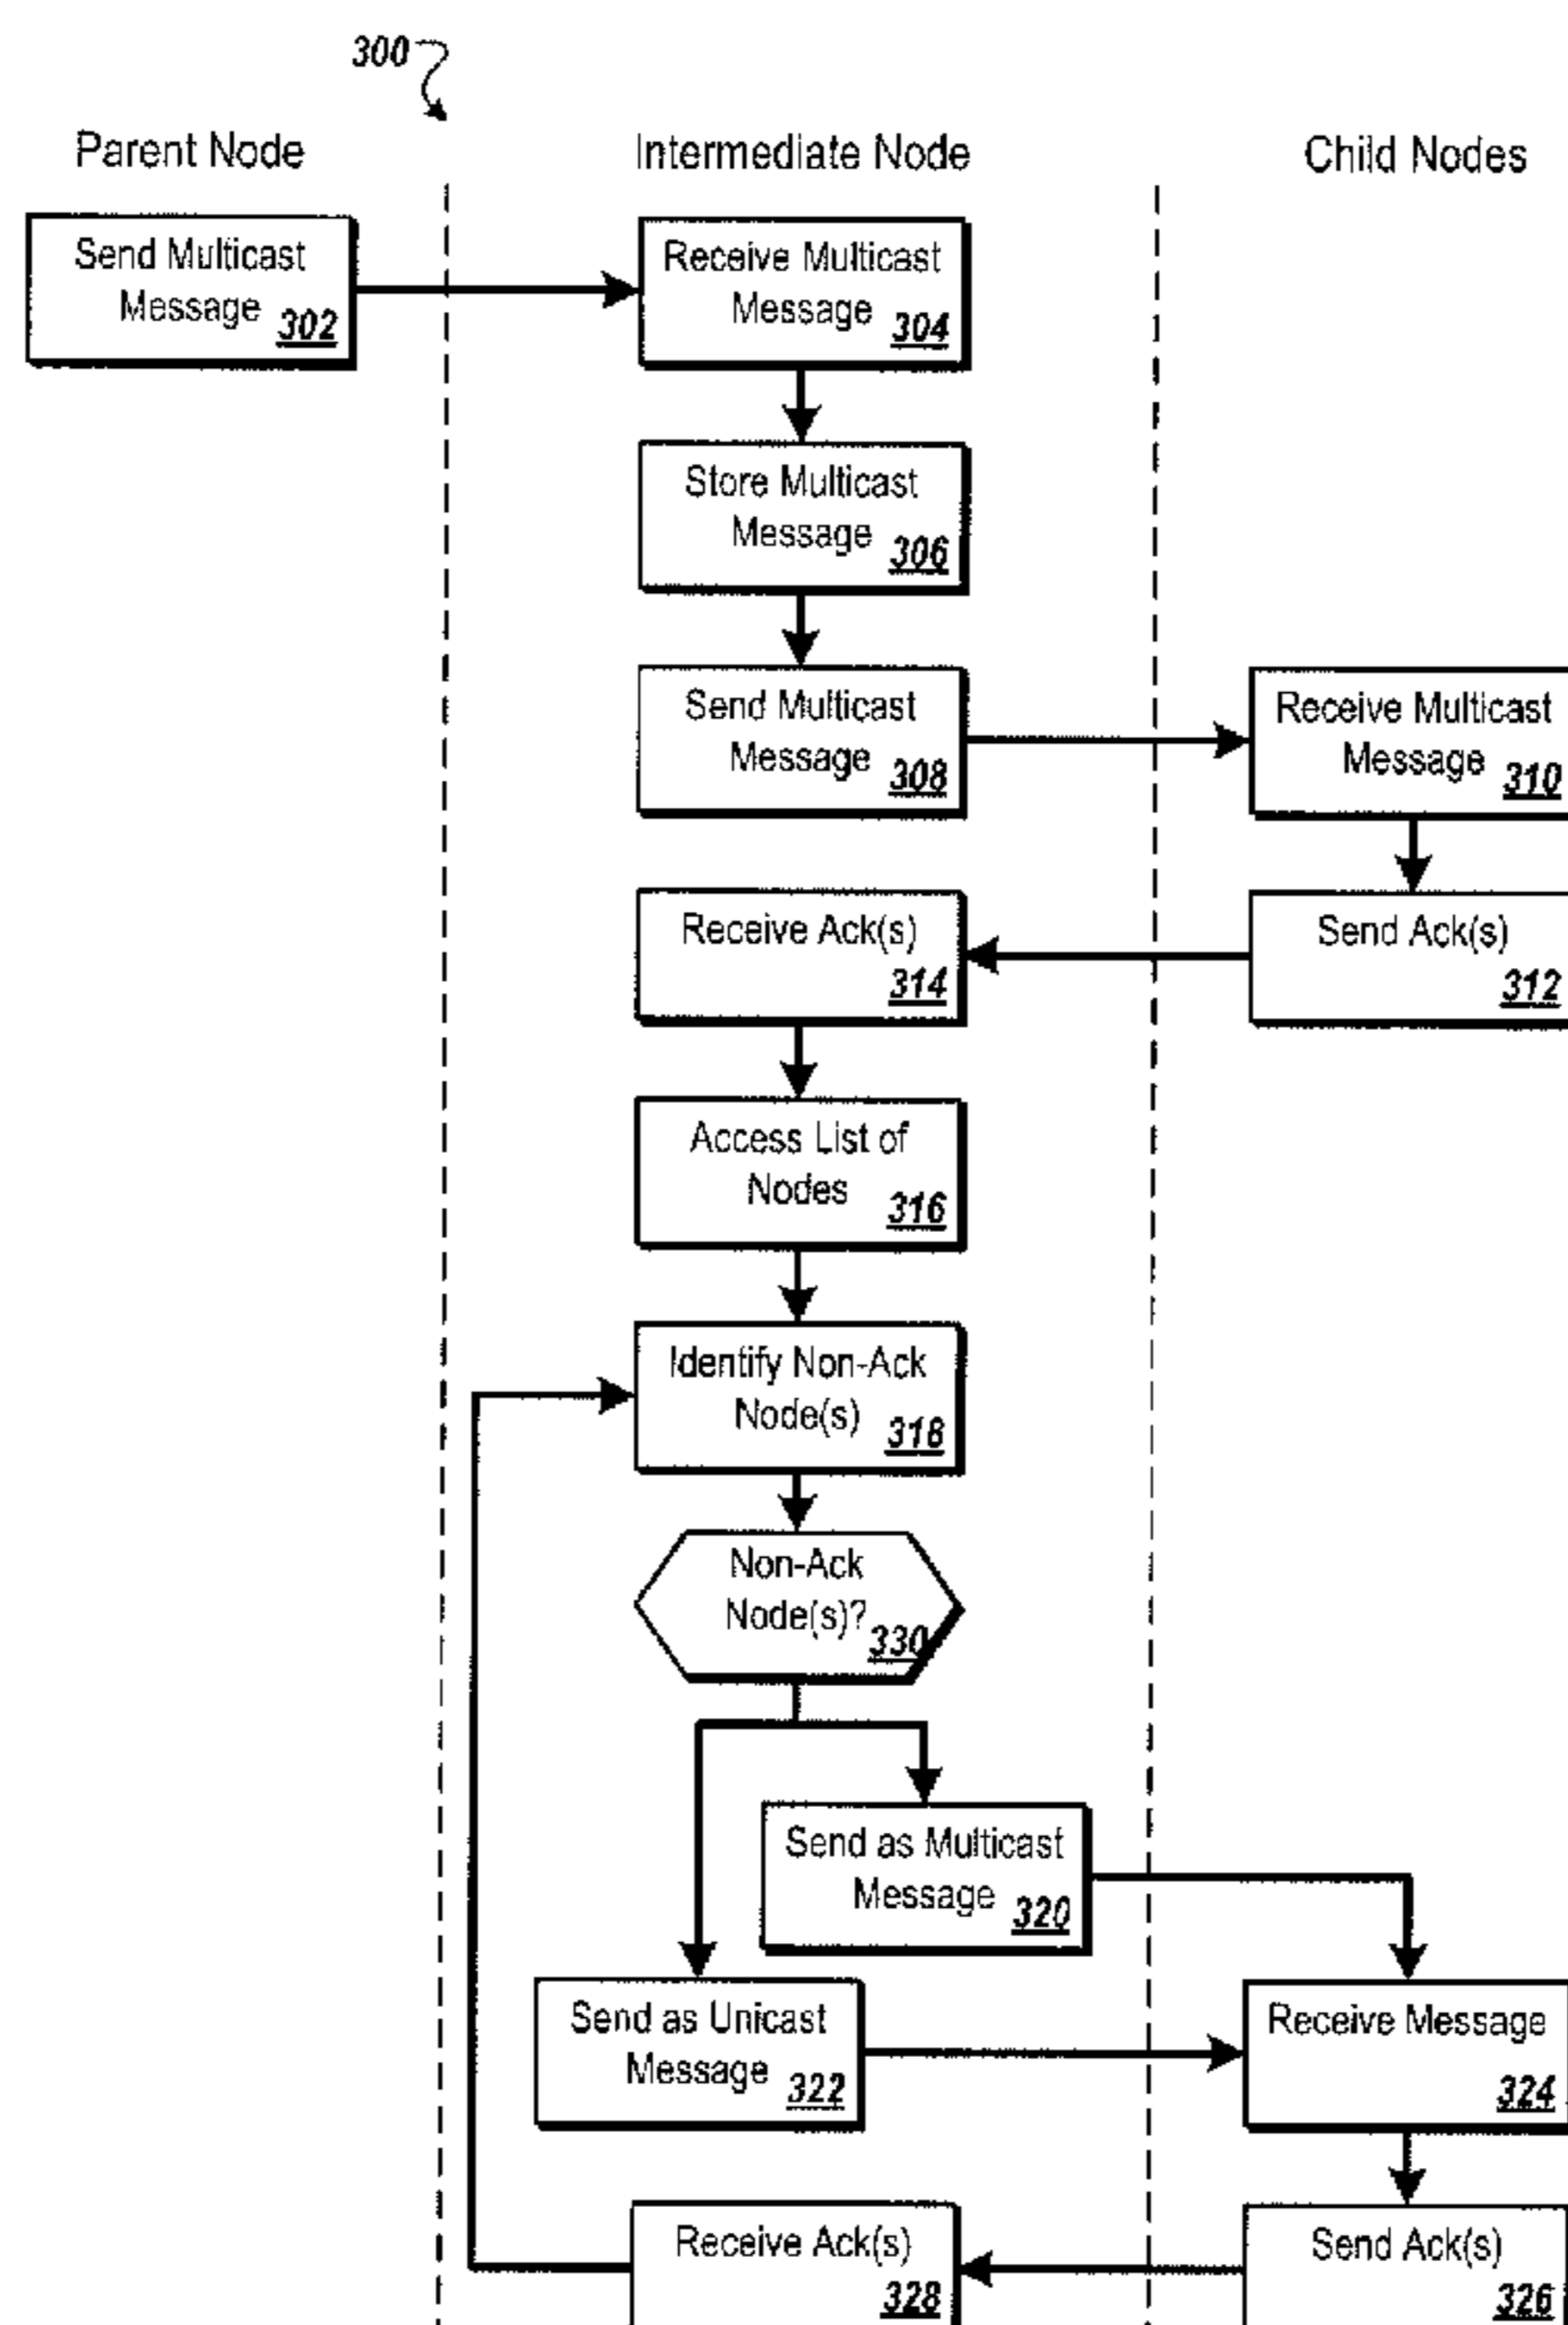 300
Parent Node
Intermediate Node
Child Nodes
Send Multicast
Message 302
Receive Multicast
Message 304
Store Multicast
Message 306
Send Multicast
Message 308
Receive Multicast
Message 310
Send Ack(s)
312
Receive Ack(s)
314
Access List of
Nodes 316
Identify Non-Ack
Node(s) 318
Non-Ack
Node(s)? 330
Send as Multicast
Message 320
Send as Unicast
Message 322
Receive Message
324
Send Ack(s)
326
Receive Ack(s)
328